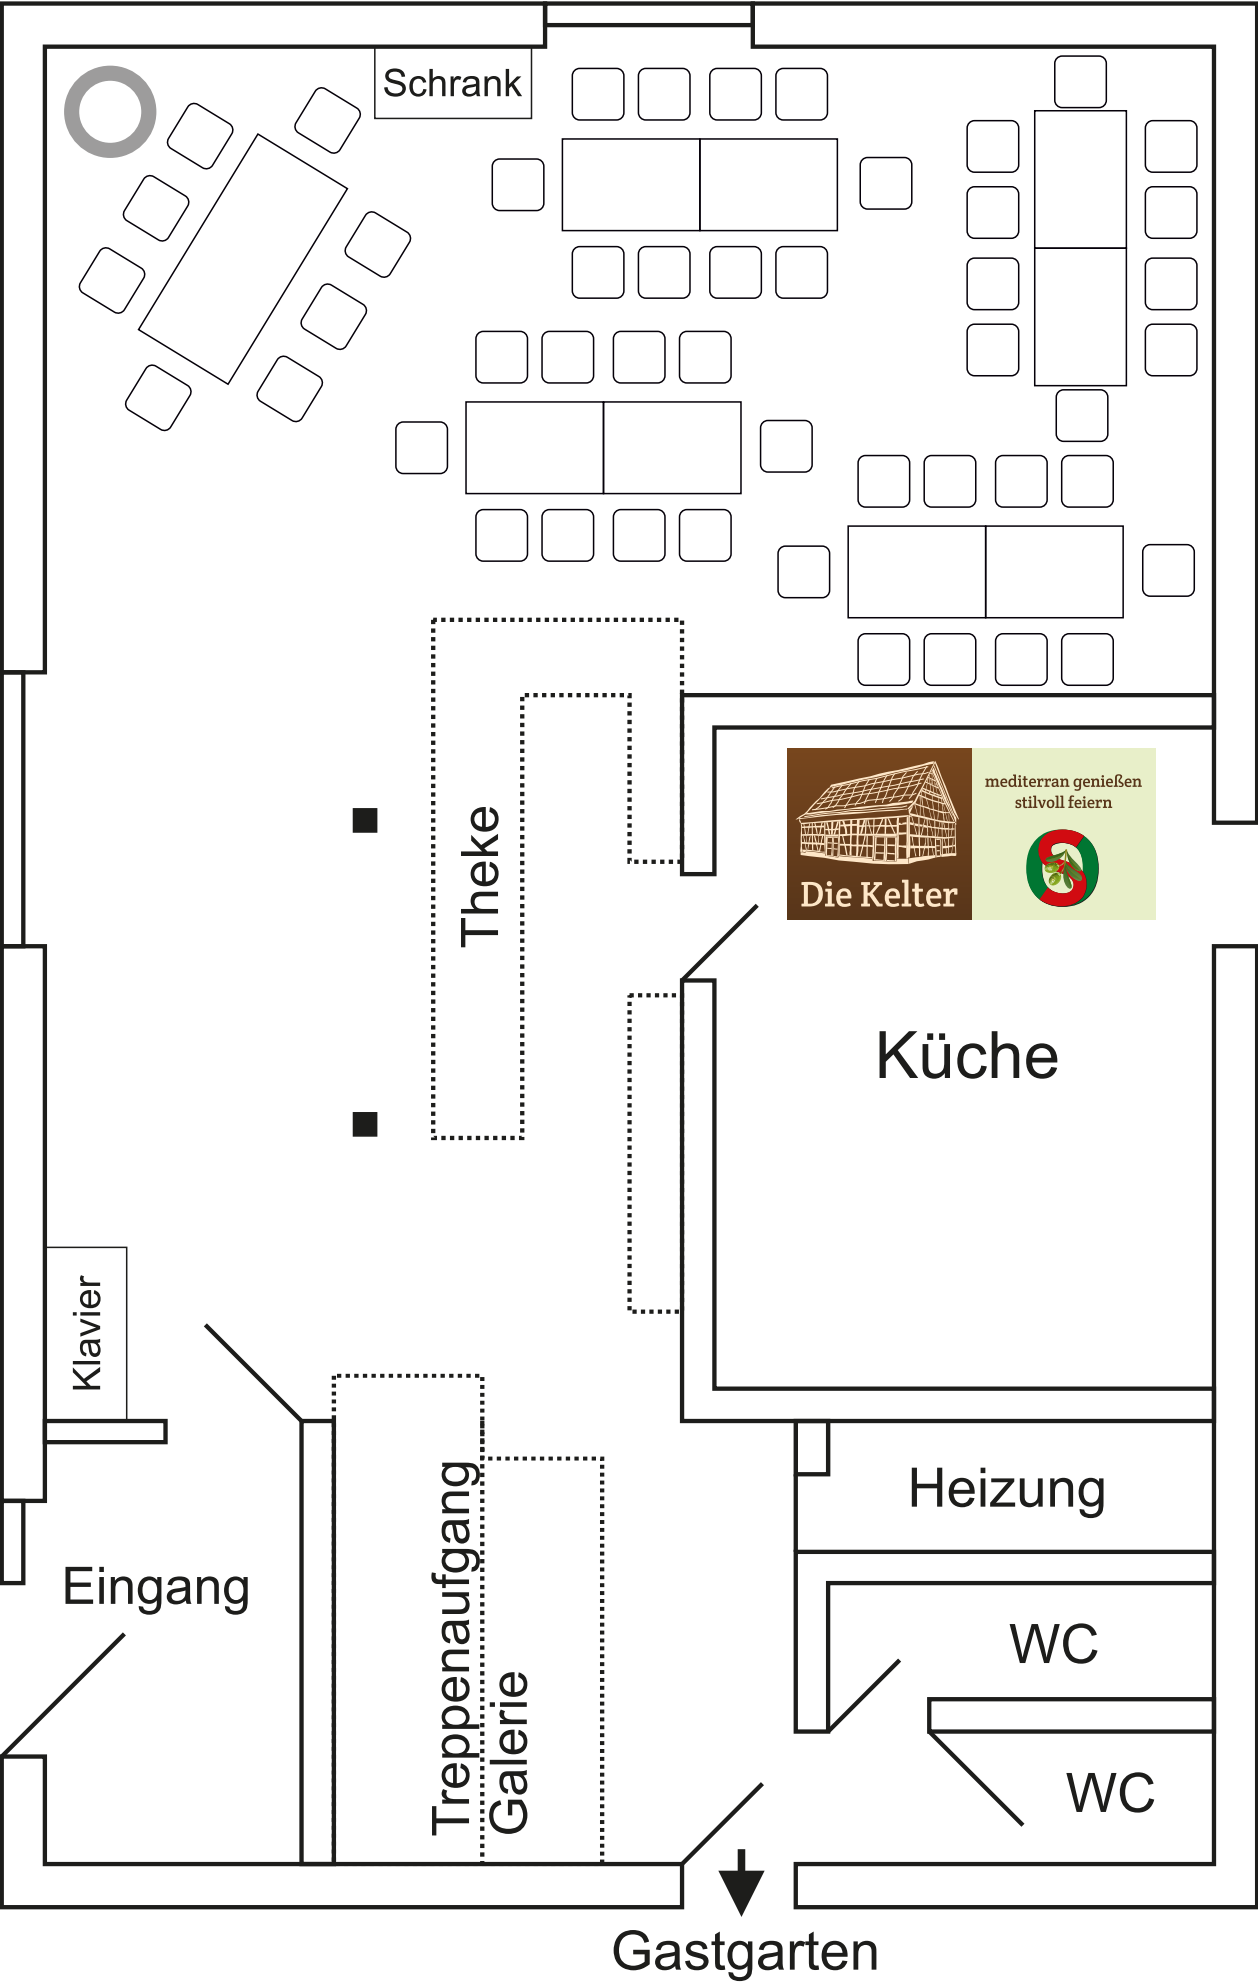 Schrank
mediterran genießen
stilvoll feiern
Die Kelter
Theke
Küche
Klavier
Heizung
Eingang
Treppenaufgang
Galerie
WC
WC
Gastgarten